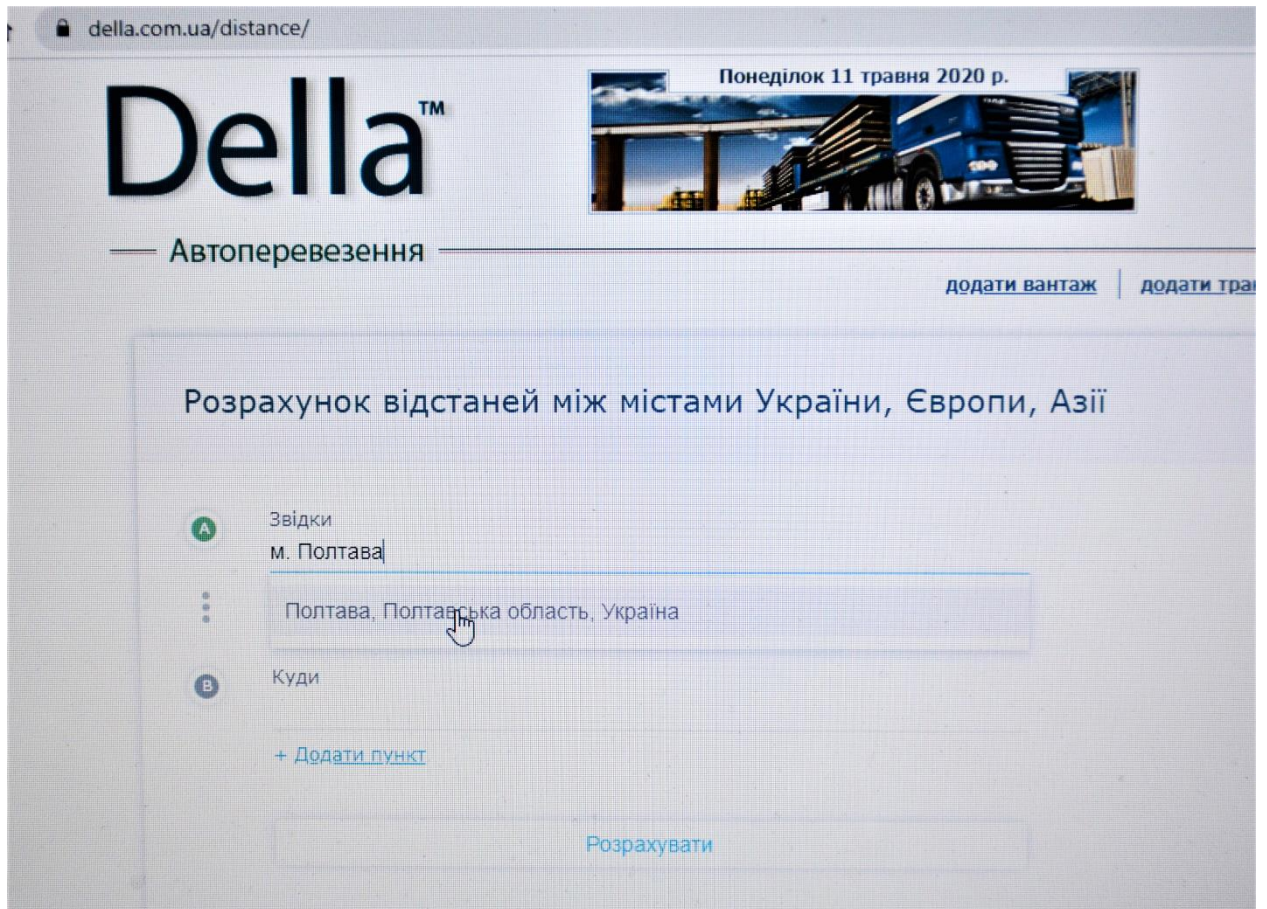 della.com.ua/distance/
Della™
Понеділок 11 травня 2020 р.
Автоперевезення
додати вантаж
додати
Розрахунок відстаней між містами України, Європи, Азії
A
Звідки
м. Полтава
Полтава, Полтавська область, Україна
B
Куди
+ Додати пункт
Розрахувати